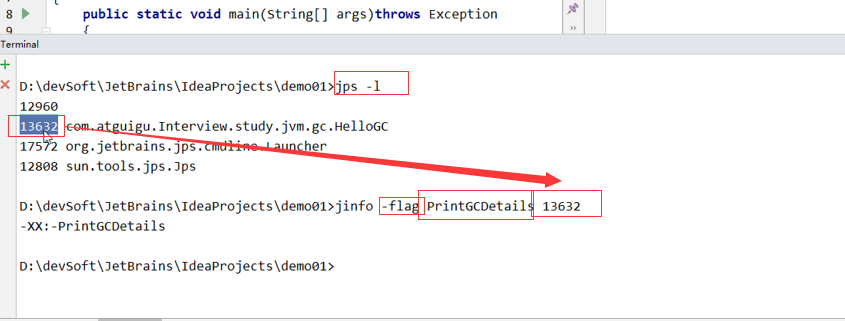 {
8 public static void main(String[] args)throws Exception
9 {
Terminal
D:\devSoft\JetBrains\IdeaProjects\demo01>jps -l
12960
13632 com.atguigu.Interview.study.jvm.gc.HelloGC
17572 org.jetbrains.jps.cmdline.Launcher
12808 sun.tools.jps.Jps
D:\devSoft\JetBrains\IdeaProjects\demo01>jinfo -flag PrintGCDetails 13632
-XX:-PrintGCDetails
D:\devSoft\JetBrains\IdeaProjects\demo01>